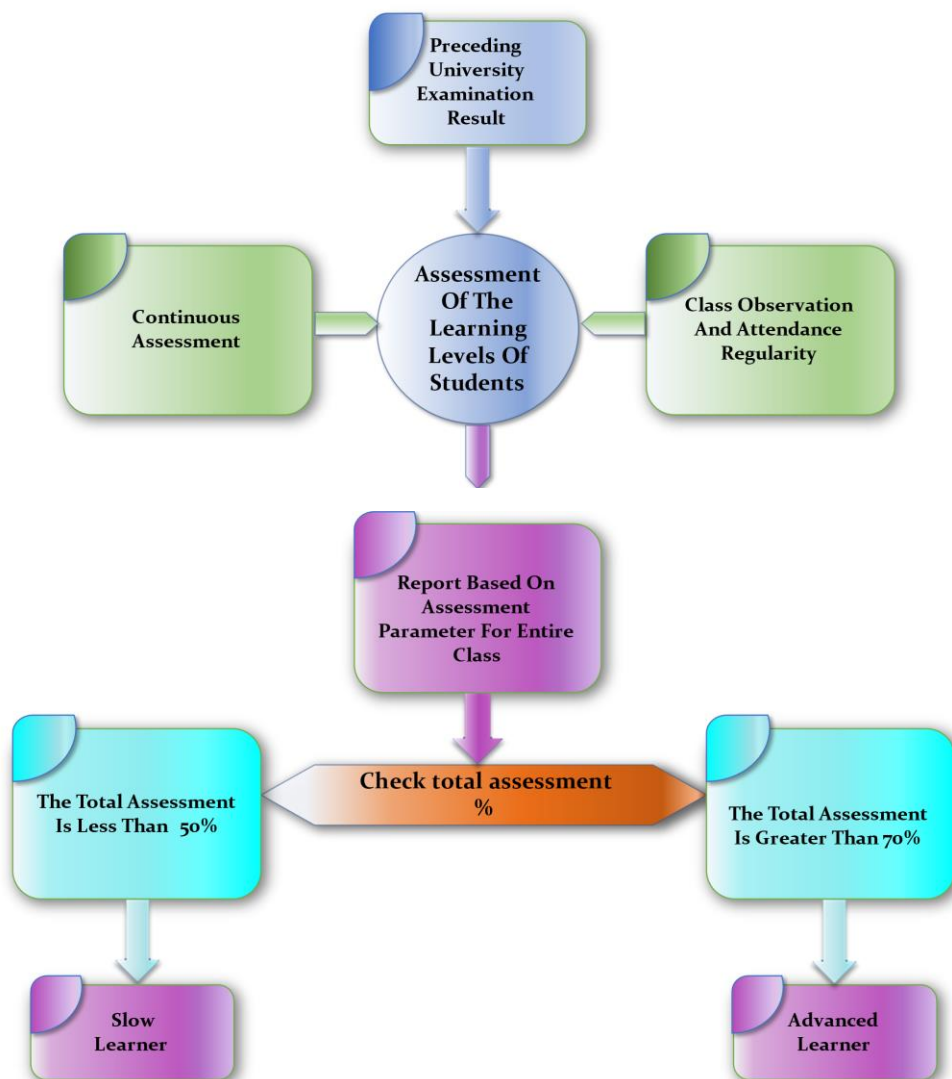 Preceding
University
Examination
Result
Continuous
Assessment
Assessment
Of The
Learning
Levels Of
Students
Class Observation
And Attendance
Regularity
Report Based On
Assessment
Parameter For Entire
Class
Check total assessment
%
The Total Assessment
Is Less Than 50%
The Total Assessment
Is Greater Than 70%
Slow
Learner
Advanced
Learner